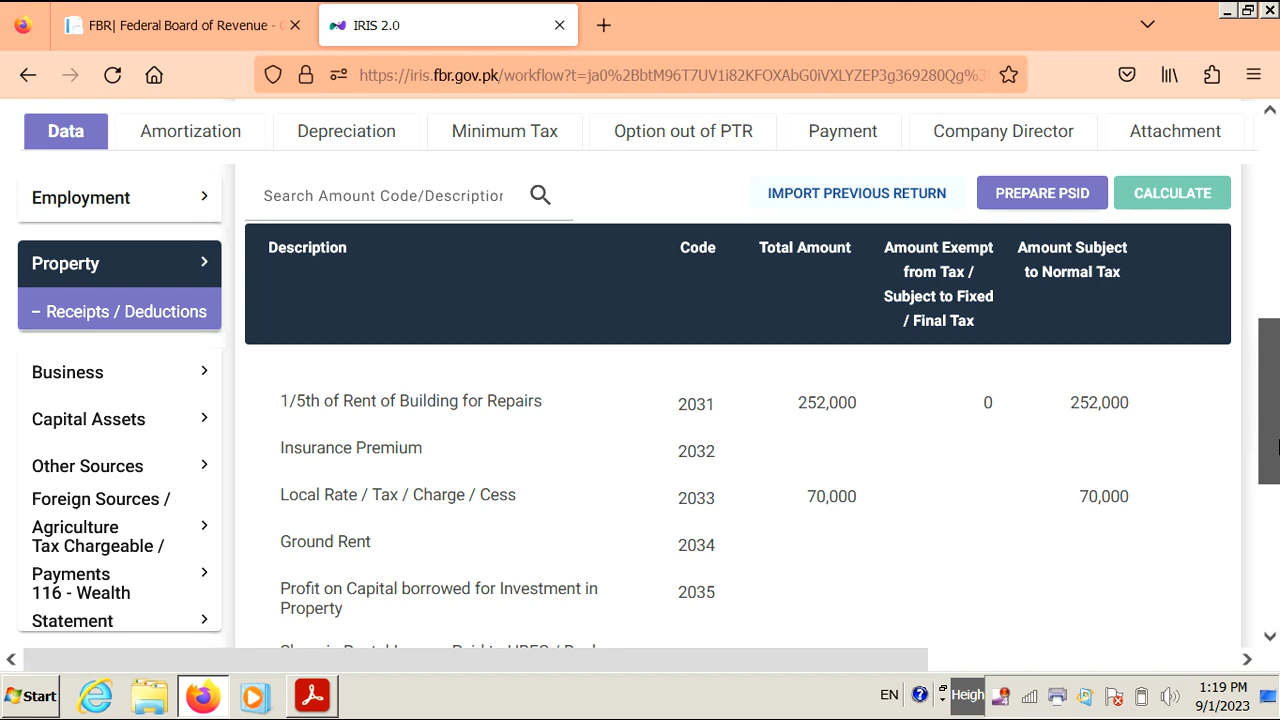 FBR| Federal Board of Revenue -
IRIS 2.0
https://iris.fbr.gov.pk/workflow?t=ja0%2BbtM96T7UV1i82KFOXAbG0iVXLYZEP3g369280Qg%3
Data
Amortization
Depreciation
Minimum Tax
Option out of PTR
Payment
Company Director
Attachment
Employment
Property
– Receipts / Deductions
Business
Capital Assets
Other Sources
Foreign Sources /
Agriculture
Tax Chargeable /
Payments
116 - Wealth
Statement
Search Amount Code/Description
IMPORT PREVIOUS RETURN
PREPARE PSID
CALCULATE
Description
Code
Total Amount
Amount Exempt
from Tax /
Subject to Fixed
/ Final Tax
Amount Subject
to Normal Tax
1/5th of Rent of Building for Repairs 2031 252,000 0 252,000
Insurance Premium 2032
Local Rate / Tax / Charge / Cess 2033 70,000 70,000
Ground Rent 2034
Profit on Capital borrowed for Investment in
Property
2035
Start
EN
Heigh
1:19 PM
9/1/2023